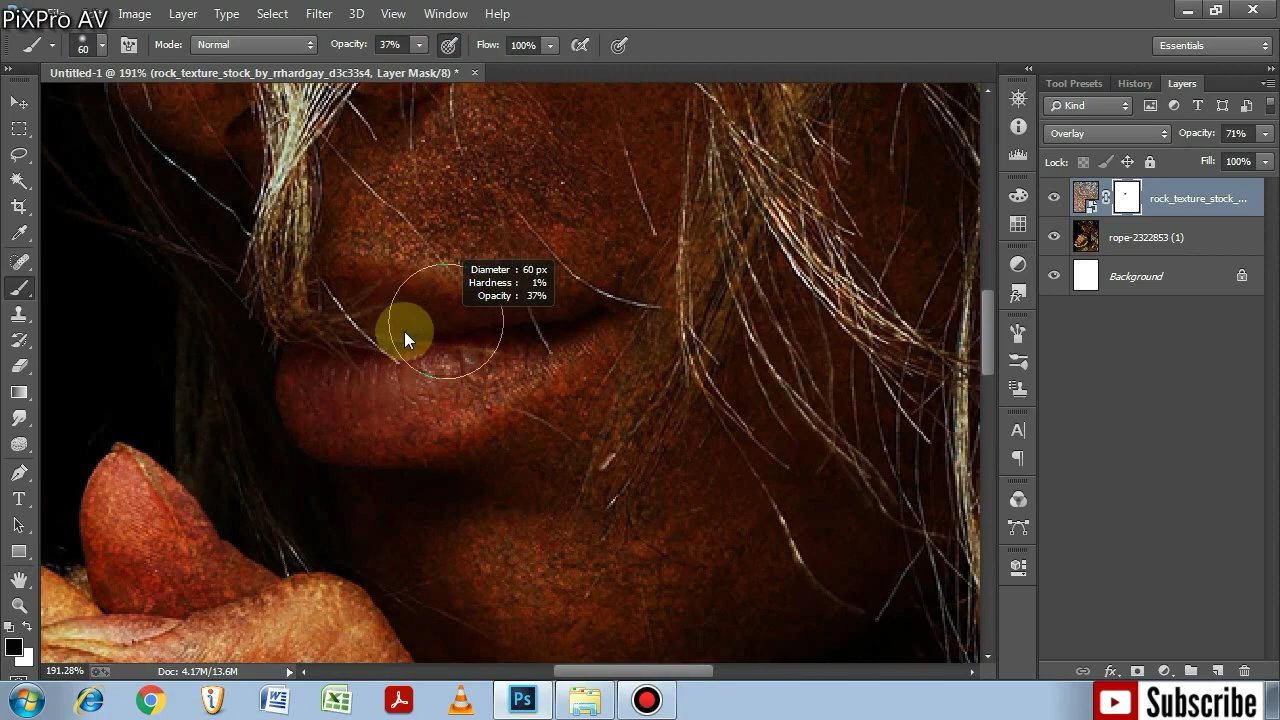 PiXPro AV
Image Layer Type Select Filter 3D View Window Help
60 Mode: Normal Opacity: 37% Flow: 100% Essentials
Untitled-1 @ 191% (rock_texture_stock_by_rrhardgay_d3c33s4, Layer Mask/8) * ×
Tool Presets History Layers
Kind
Overlay Opacity: 71%
Lock: Fill: 100%
rock_texture_stock_...
rope-2322853 (1)
Background
Diameter : 60 px
Hardness : 1%
Opacity : 37%
191.28% Doc: 4.17M/13.6M
Ps
Subscribe